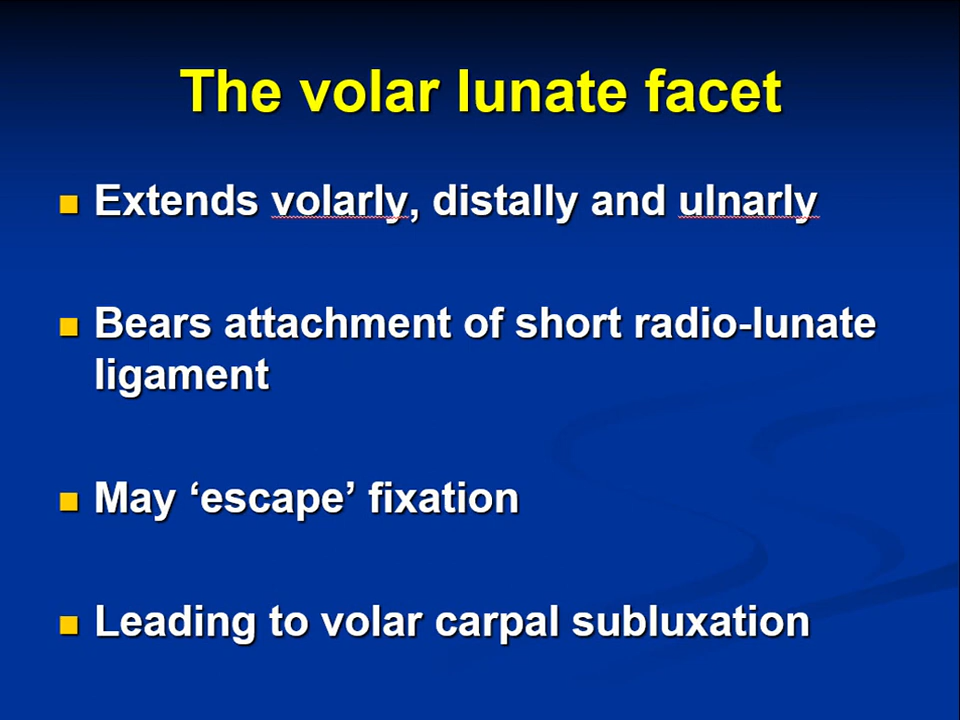 The volar lunate facet
Extends volarly, distally and ulnarly
Bears attachment of short radio-lunate
ligament
May ‘escape’ fixation
Leading to volar carpal subluxation